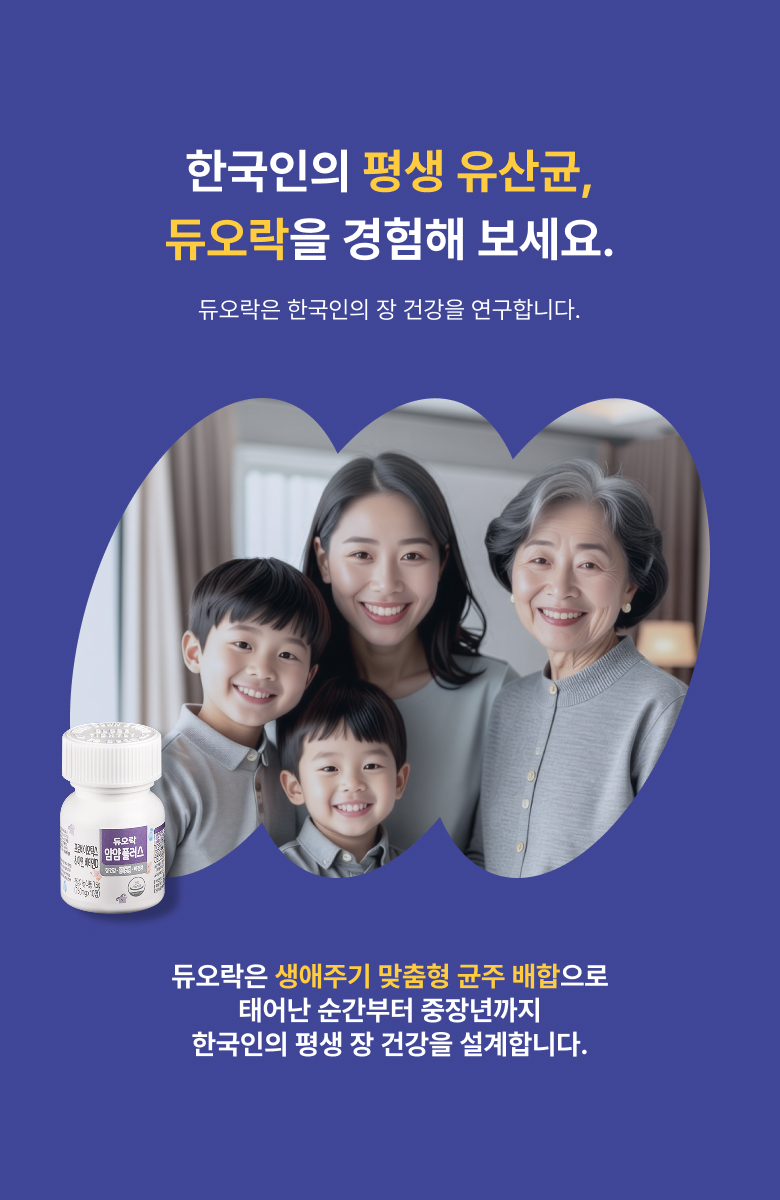 한국인의 평생 유산균,
듀오락을 경험해 보세요.
듀오락은 한국인의 장 건강을 연구합니다.
듀오락
얌얌 플러스
듀오락은 생애주기 맞춤형 균주 배합으로
태어난 순간부터 중장년까지
한국인의 평생 장 건강을 설계합니다.